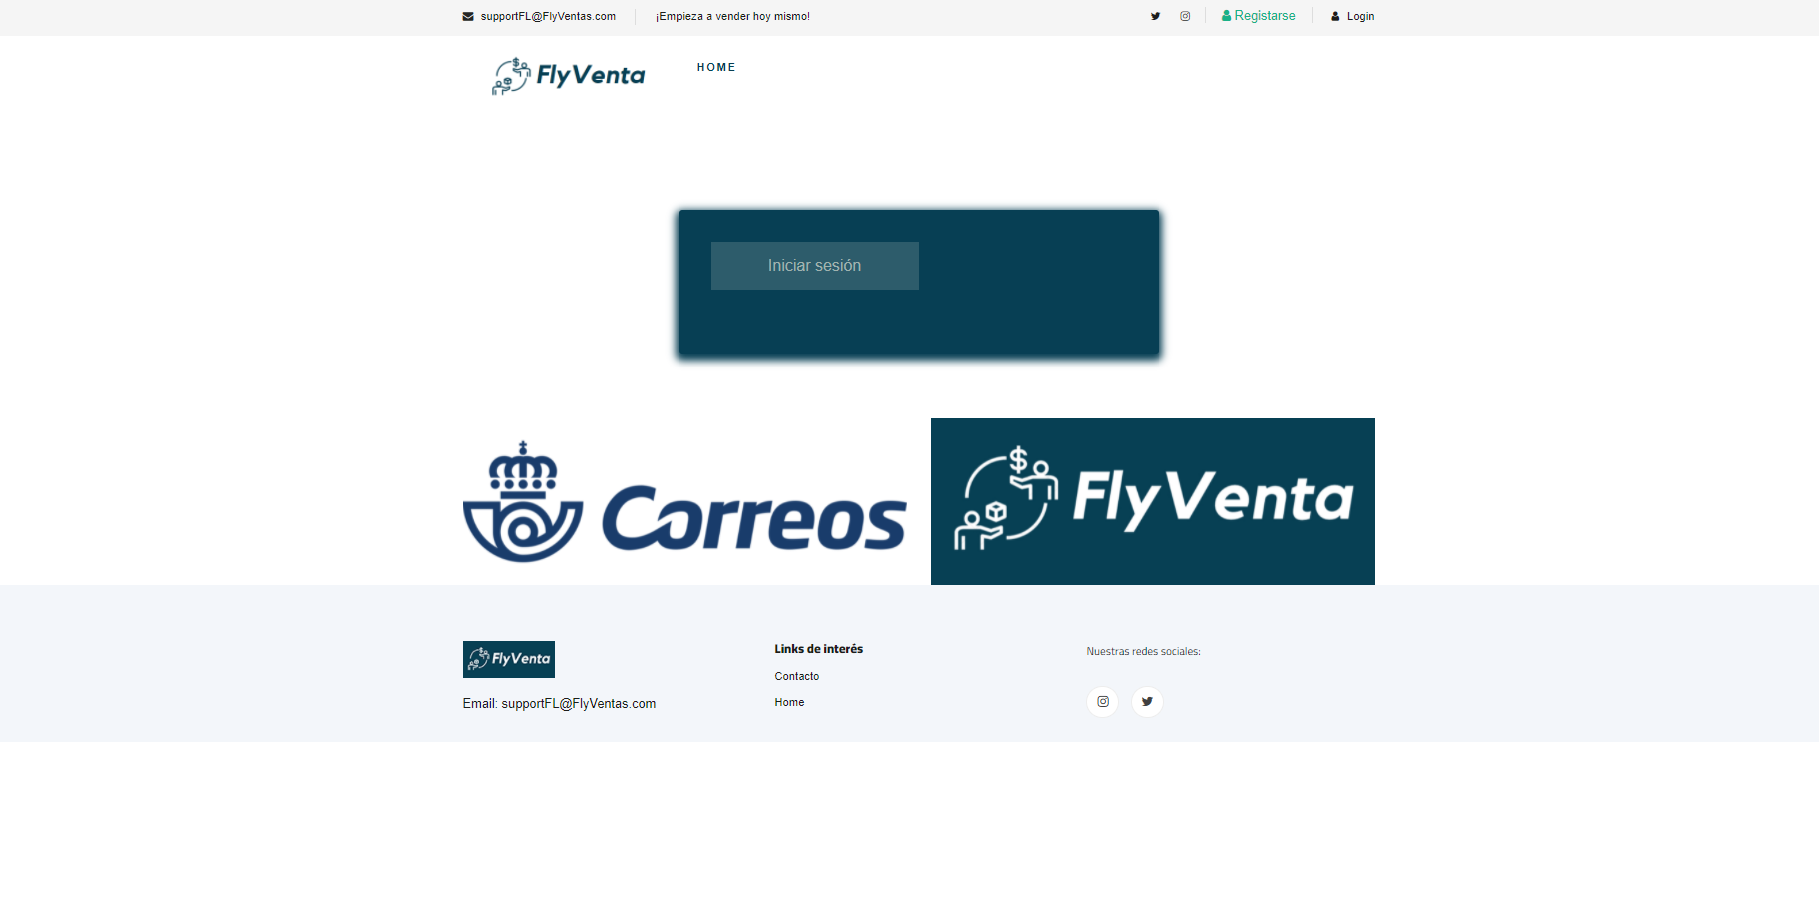 supportFL@FlyVentas.com
¡Empieza a vender hoy mismo!
Registarse
Login
FlyVenta
HOME
Iniciar sesión
Correos
FlyVenta
FlyVenta
Email: supportFL@FlyVentas.com
Links de interés
Contacto
Home
Nuestras redes sociales: